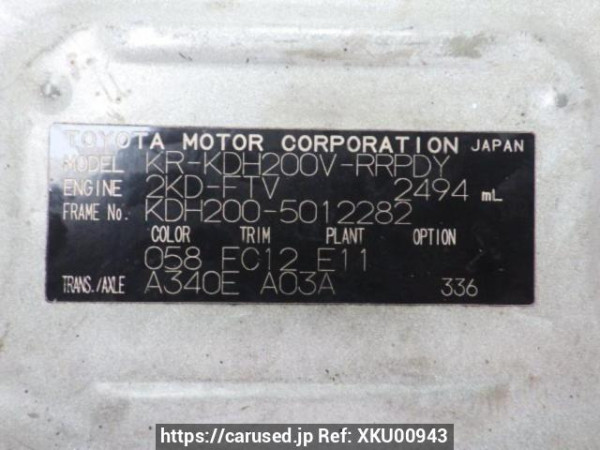 TOYOTA MOTOR CORPORATION JAPAN
MODEL KR-KDH200V-RRPDY
ENGINE 2KD-FTV 2494 mL
FRAME No. KDH200-5012282
COLOR TRIM PLANT OPTION
058 FC12 E11
TRANS./AXLE A340E A03A 336
https://carused.jp Ref: XKU00943